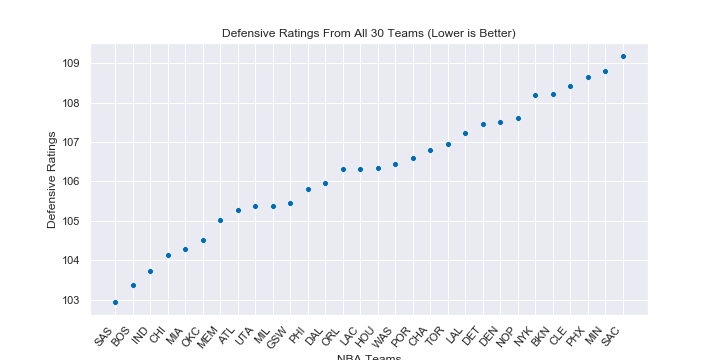 Defensive Ratings From All 30 Teams (Lower is Better)
Defensive Ratings
109
108
107
106
105
104
103
SAS BOS IND CHI MIA OKC MEM ATL UTA MIL GSW PHI DAL ORL LAC HOU WAS POR CHA TOR LAL DET DEN NOP NYK BKN CLE PHX MIN SAC
NBA Teams